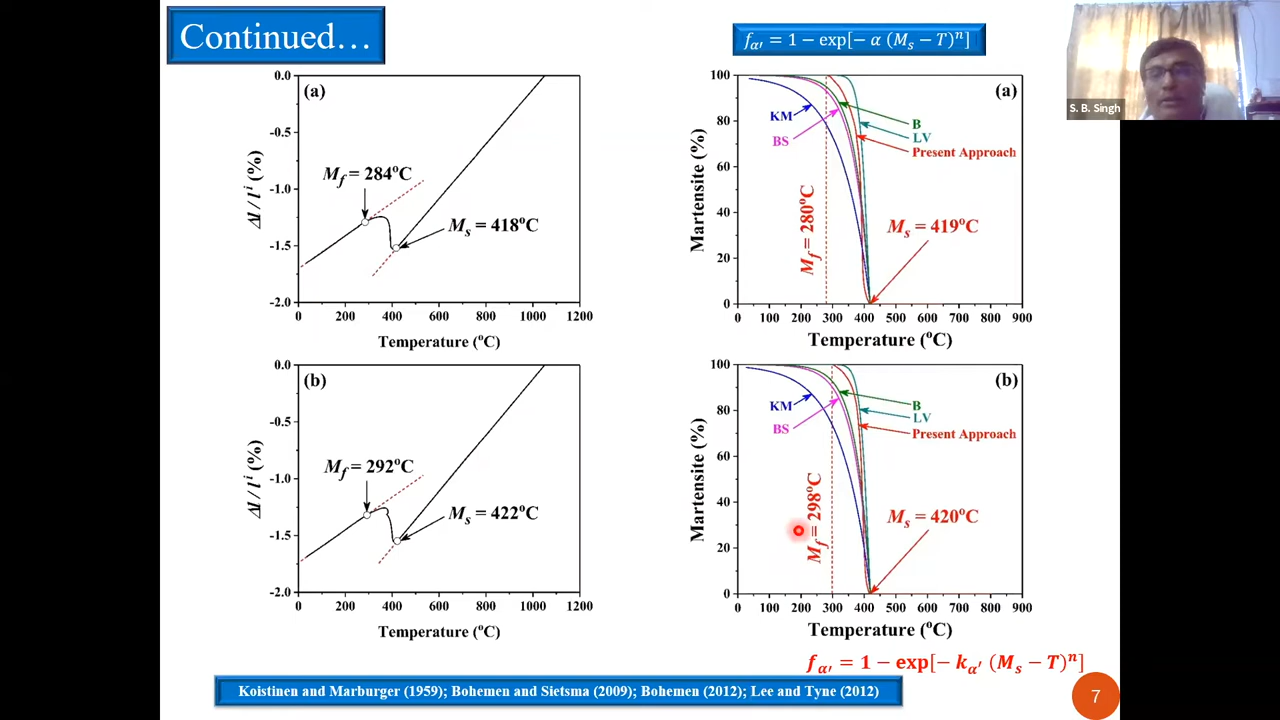 Continued…
f_α′ = 1 − exp[− α (M_s − T)^n]
S. B. Singh
(a)
0.0
-0.5
-1.0
-1.5
-2.0
Δl / l^i (%)
M_f = 284°C
M_s = 418°C
0 200 400 600 800 1000 1200
Temperature (°C)
(a)
100
80
60
40
20
0
Martensite (%)
KM
BS
B
LV
Present Approach
M_f = 280°C
M_s = 419°C
0 100 200 300 400 500 600 700 800 900
Temperature (°C)
(b)
0.0
-0.5
-1.0
-1.5
-2.0
Δl / l^i (%)
M_f = 292°C
M_s = 422°C
0 200 400 600 800 1000 1200
Temperature (°C)
(b)
100
80
60
40
20
0
Martensite (%)
KM
BS
B
LV
Present Approach
M_f = 298°C
M_s = 420°C
0 100 200 300 400 500 600 700 800 900
Temperature (°C)
f_α′ = 1 − exp[− k_α′ (M_s − T)^n]
Koistinen and Marburger (1959); Bohemen and Sietsma (2009); Bohemen (2012); Lee and Tyne (2012)
7